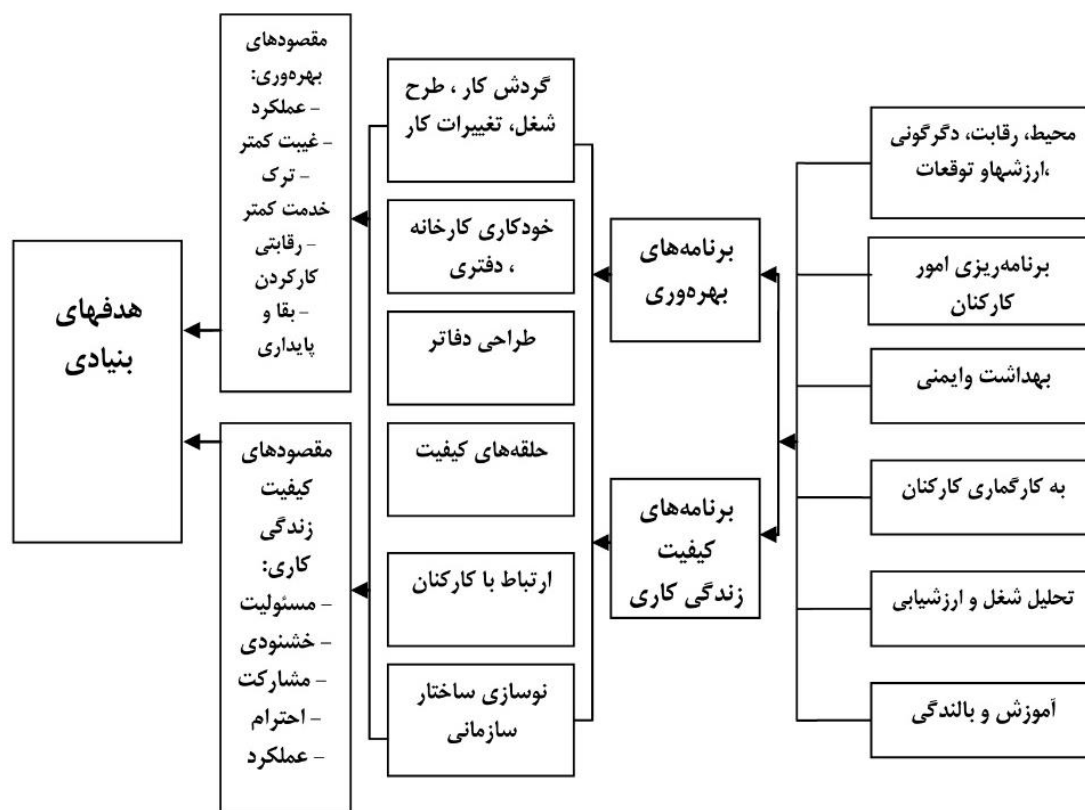 محیط، رقابت، دگرگونی
،ارزشهاو توقعات
برنامه‌ریزی امور
کارکنان
بهداشت وایمنی
به کارگماری کارکنان
تحلیل شغل و ارزشیابی
آموزش و بالندگی
برنامه‌های
بهره‌وری
برنامه‌های
کیفیت
زندگی کاری
گردش کار ، طرح
شغل، تغییرات کار
خودکاری کارخانه
، دفتری
طراحی دفاتر
حلقه‌های کیفیت
ارتباط با کارکنان
نوسازی ساختار
سازمانی
مقصودهای
بهره‌وری:
- عملکرد
- غیبت کمتر
- ترک
خدمت کمتر
- رقابتی
کارکردن
- بقا و
پایداری
مقصودهای
کیفیت
زندگی
کاری:
- مسئولیت
- خشنودی
- مشارکت
- احترام
- عملکرد
هدفهای
بنیادی